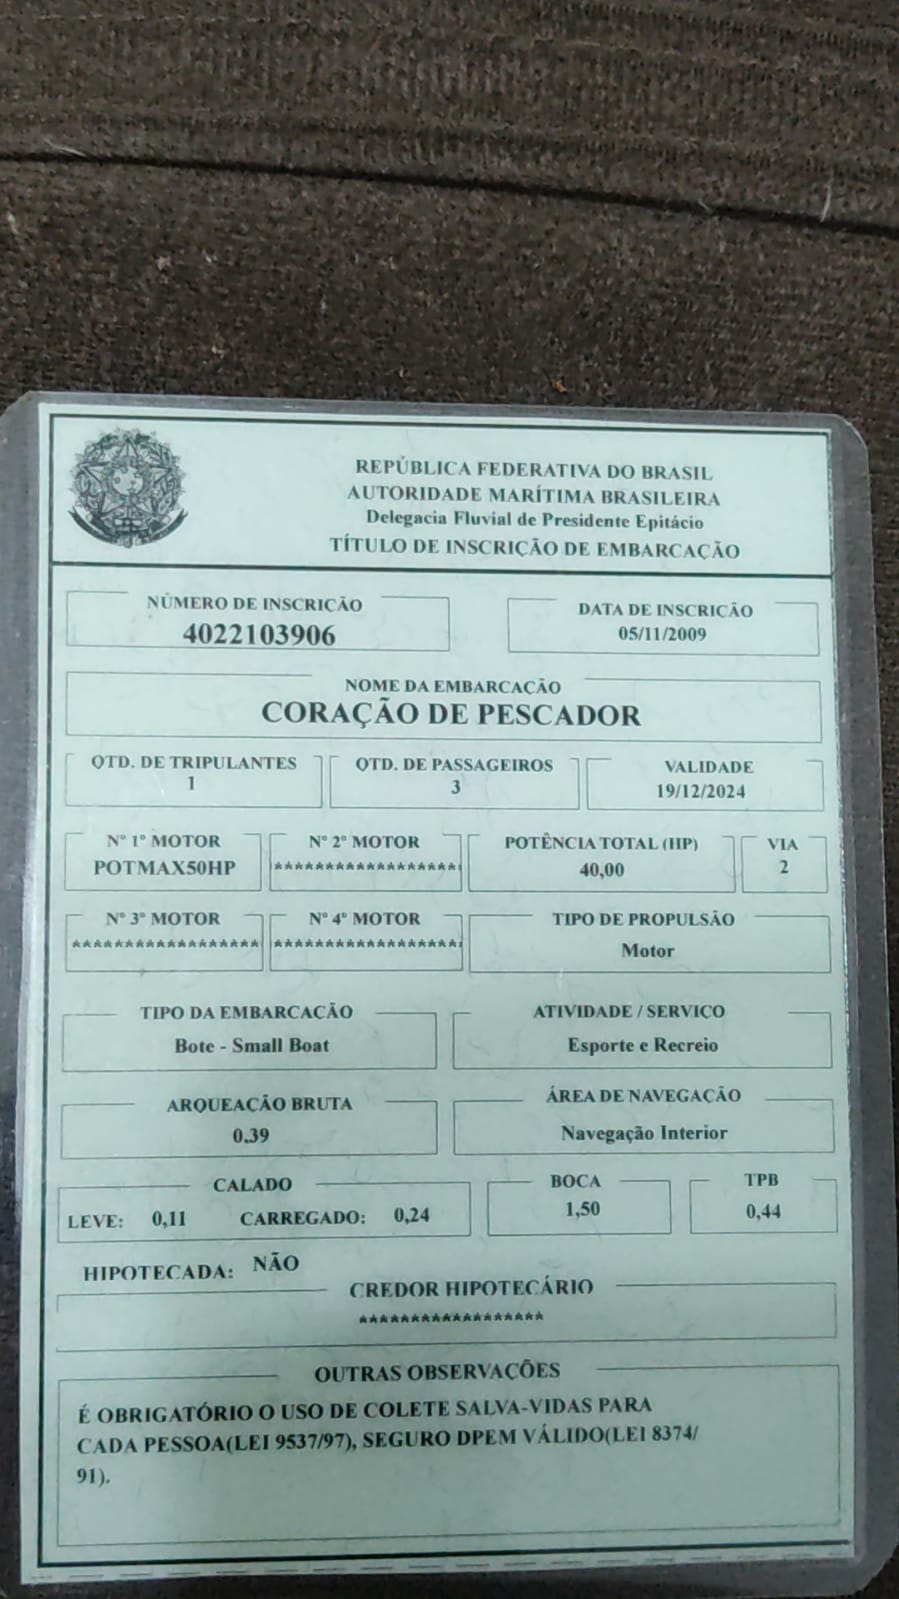 REPÚBLICA FEDERATIVA DO BRASIL
AUTORIDADE MARÍTIMA BRASILEIRA
Delegacia Fluvial de Presidente Epitácio
TÍTULO DE INSCRIÇÃO DE EMBARCAÇÃO
NÚMERO DE INSCRIÇÃO
4022103906
DATA DE INSCRIÇÃO
05/11/2009
NOME DA EMBARCAÇÃO
CORAÇÃO DE PESCADOR
QTD. DE TRIPULANTES
1
QTD. DE PASSAGEIROS
3
VALIDADE
19/12/2024
Nº 1º MOTOR
POTMAX50HP
Nº 2º MOTOR
******************
POTÊNCIA TOTAL (HP)
40,00
VIA
2
Nº 3º MOTOR
******************
Nº 4º MOTOR
******************
TIPO DE PROPULSÃO
Motor
TIPO DA EMBARCAÇÃO
Bote - Small Boat
ATIVIDADE / SERVIÇO
Esporte e Recreio
ARQUEAÇÃO BRUTA
0.39
ÁREA DE NAVEGAÇÃO
Navegação Interior
CALADO
LEVE: 0,11 CARREGADO: 0,24
BOCA
1,50
TPB
0,44
HIPOTECADA: NÃO
CREDOR HIPOTECÁRIO
******************
OUTRAS OBSERVAÇÕES
É OBRIGATÓRIO O USO DE COLETE SALVA-VIDAS PARA
CADA PESSOA(LEI 9537/97), SEGURO DPEM VÁLIDO(LEI 8374/
91).